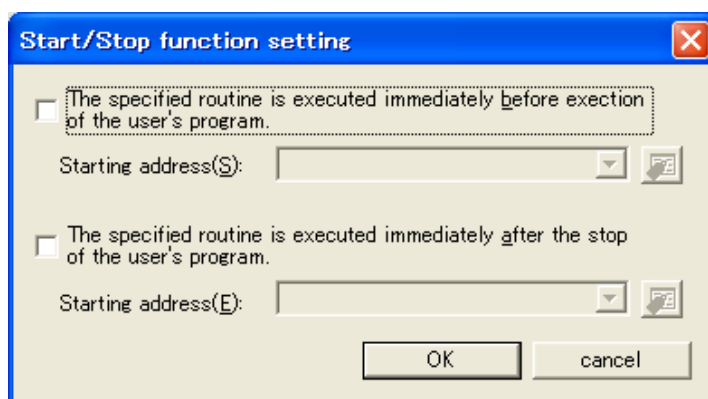 Start/Stop function setting
The specified routine is executed immediately before exection
of the user's program.
Starting address(S):
The specified routine is executed immediately after the stop
of the user's program.
Starting address(E):
OK
cancel